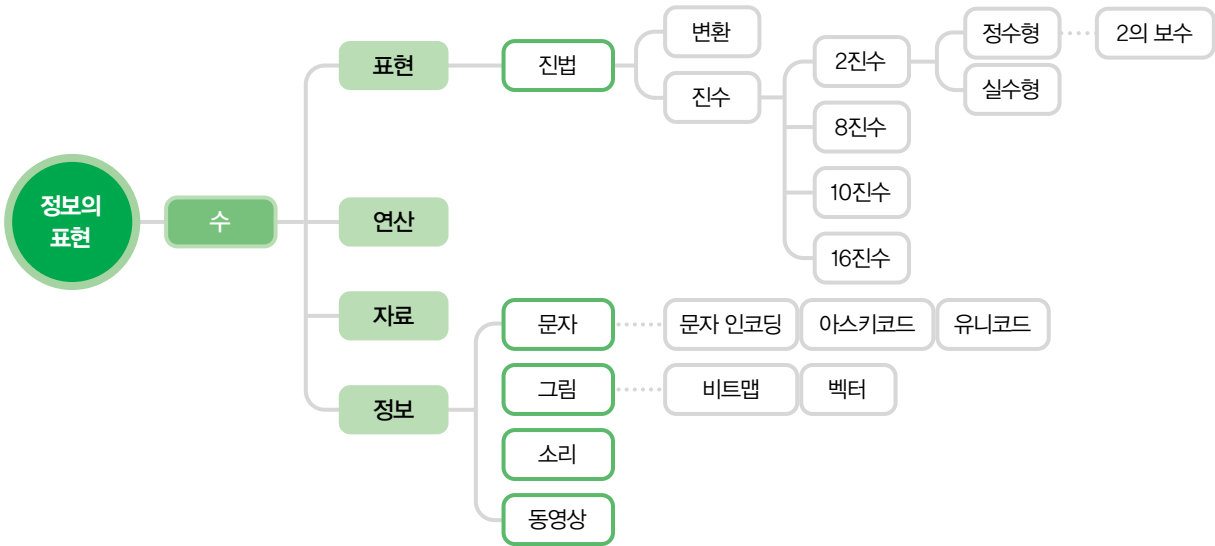 정보의
표현
수
표현
진법
변환
진수
2진수
정수형
2의 보수
실수형
8진수
10진수
16진수
연산
자료
정보
문자
문자 인코딩
아스키코드
유니코드
그림
비트맵
벡터
소리
동영상